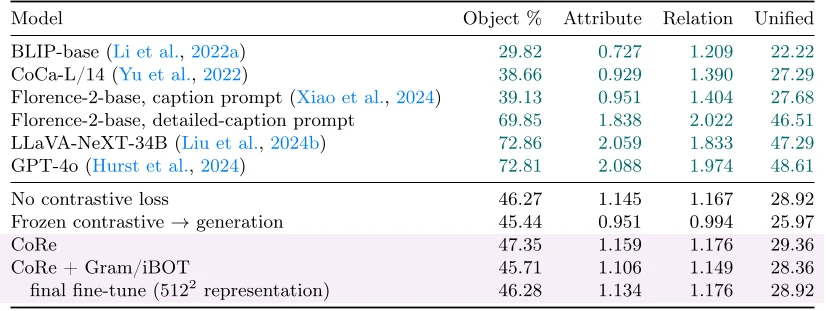 Model Object % Attribute Relation Unified
BLIP-base (Li et al., 2022a) 29.82 0.727 1.209 22.22
CoCa-L/14 (Yu et al., 2022) 38.66 0.929 1.390 27.29
Florence-2-base, caption prompt (Xiao et al., 2024) 39.13 0.951 1.404 27.68
Florence-2-base, detailed-caption prompt 69.85 1.838 2.022 46.51
LLaVA-NeXT-34B (Liu et al., 2024b) 72.86 2.059 1.833 47.29
GPT-4o (Hurst et al., 2024) 72.81 2.088 1.974 48.61
No contrastive loss 46.27 1.145 1.167 28.92
Frozen contrastive → generation 45.44 0.951 0.994 25.97
CoRe 47.35 1.159 1.176 29.36
CoRe + Gram/iBOT 45.71 1.106 1.149 28.36
final fine-tune (512² representation) 46.28 1.134 1.176 28.92